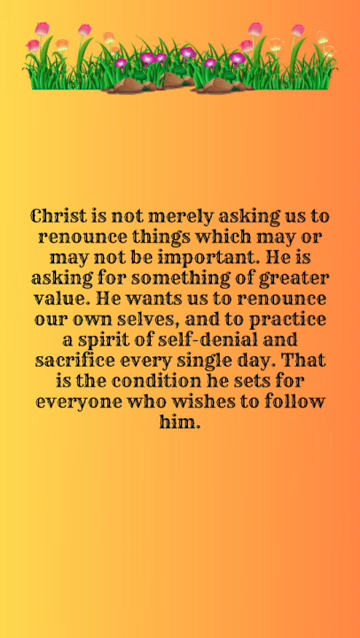 Christ is not merely asking us to
renounce things which may or
may not be important. He is
asking for something of greater
value. He wants us to renounce
our own selves, and to practice
a spirit of self-denial and
sacrifice every single day. That
is the condition he sets for
everyone who wishes to follow
him.